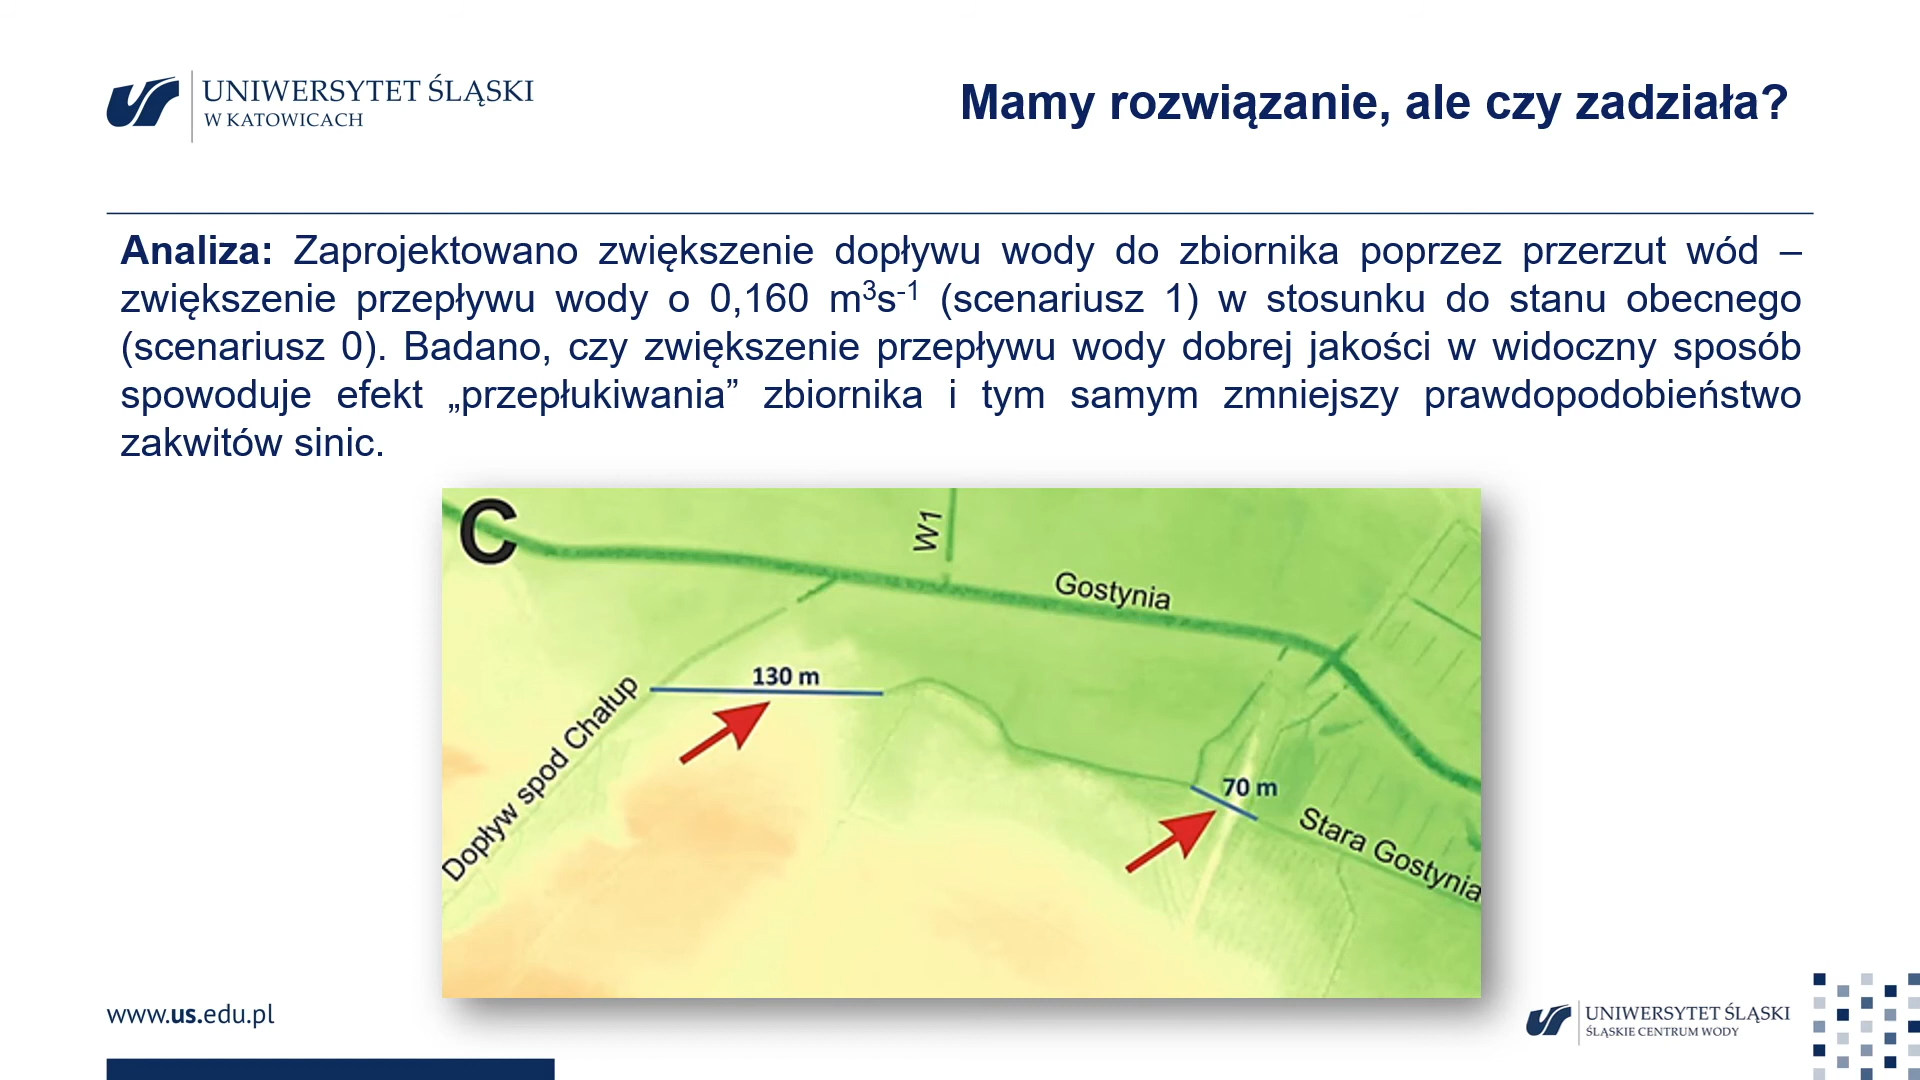 UNIWERSYTET ŚLĄSKI
W KATOWICACH
Mamy rozwiązanie, ale czy zadziała?
Analiza: Zaprojektowano zwiększenie dopływu wody do zbiornika poprzez przerzut wód –
zwiększenie przepływu wody o 0,160 m³s⁻¹ (scenariusz 1) w stosunku do stanu obecnego
(scenariusz 0). Badano, czy zwiększenie przepływu wody dobrej jakości w widoczny sposób
spowoduje efekt „przepłukiwania” zbiornika i tym samym zmniejszy prawdopodobieństwo
zakwitów sinic.
C
W1
Gostynia
130 m
Dopływ spod Chałup
70 m
Stara Gostynia
www.us.edu.pl
UNIWERSYTET ŚLĄSKI
ŚLĄSKIE CENTRUM WODY